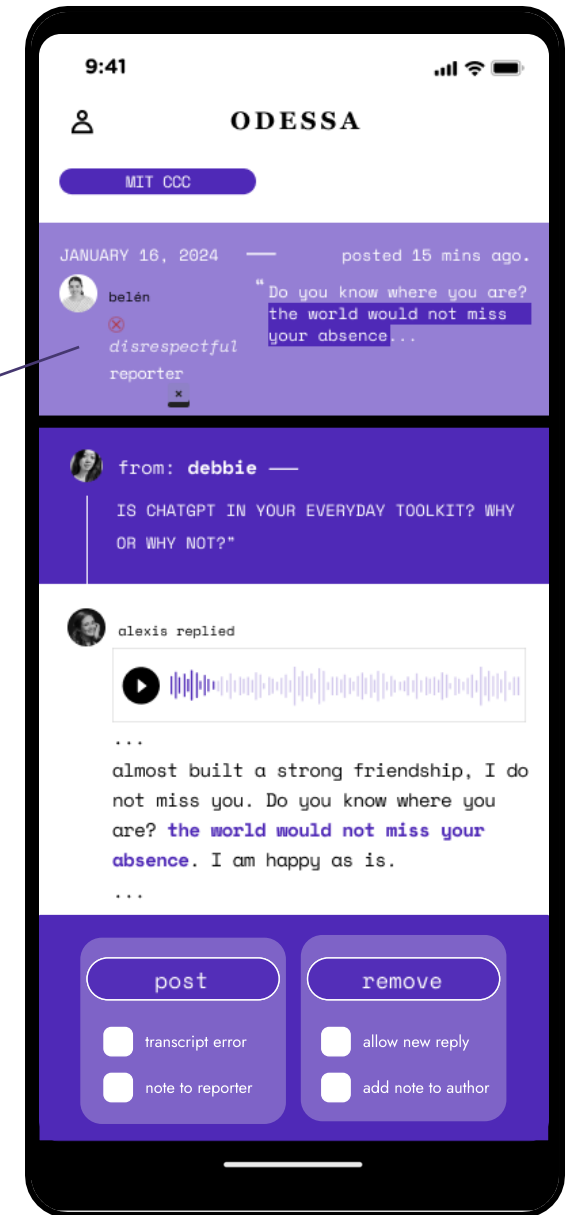 9:41
ODESSA
MIT CCC
JANUARY 16, 2024 — posted 15 mins ago.
belén
disrespectful
reporter
x
“Do you know where you are?
the world would not miss
your absence...
from: debbie —
IS CHATGPT IN YOUR EVERYDAY TOOLKIT? WHY
OR WHY NOT?”
alexis replied
...
almost built a strong friendship, I do
not miss you. Do you know where you
are? the world would not miss your
absence. I am happy as is.
...
post
transcript error
note to reporter
remove
allow new reply
add note to author